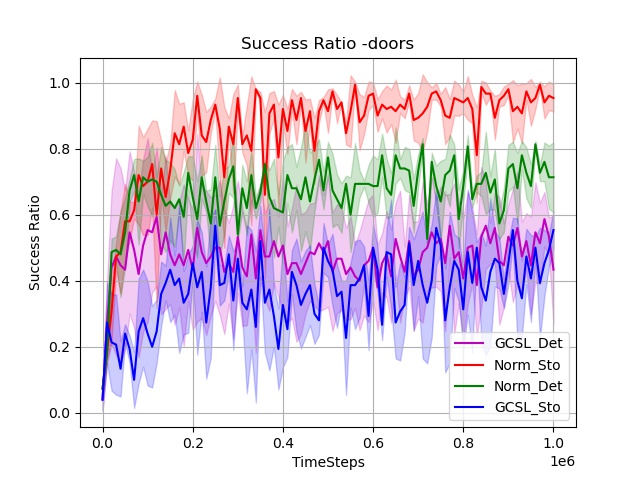 Success Ratio -doors
Success Ratio
1.0
0.8
0.6
0.4
0.2
0.0
GCSL_Det
Norm_Sto
Norm_Det
GCSL_Sto
0.0 0.2 0.4 0.6 0.8 1.0
TimeSteps
1e6